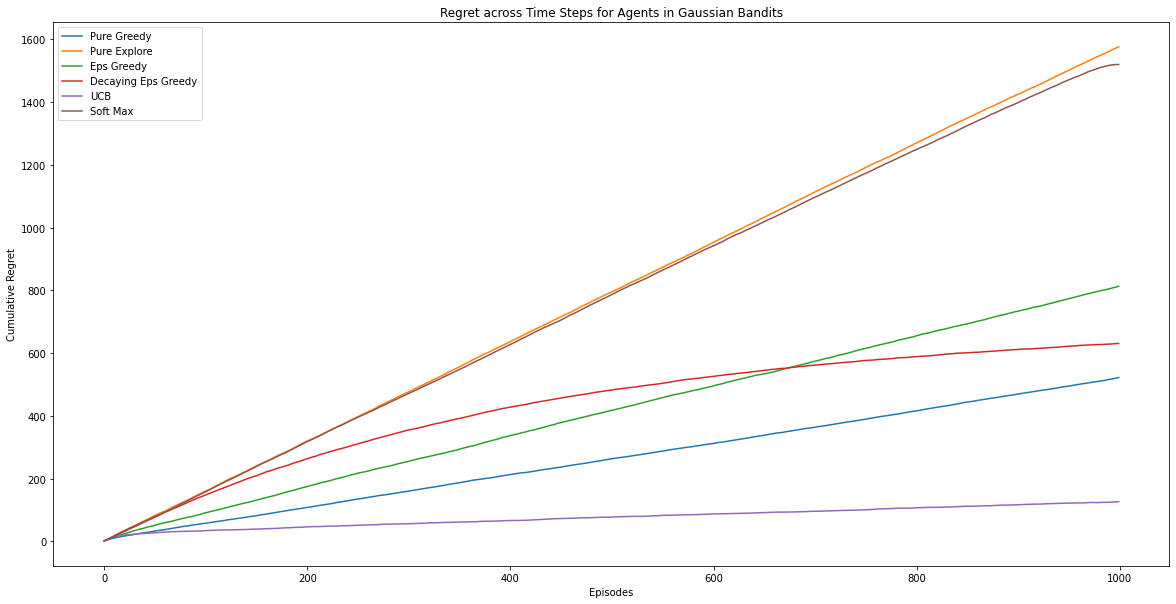 Regret across Time Steps for Agents in Gaussian Bandits
Pure Greedy
Pure Explore
Eps Greedy
Decaying Eps Greedy
UCB
Soft Max
Cumulative Regret
1600
1400
1200
1000
800
600
400
200
0
0 200 400 600 800 1000
Episodes